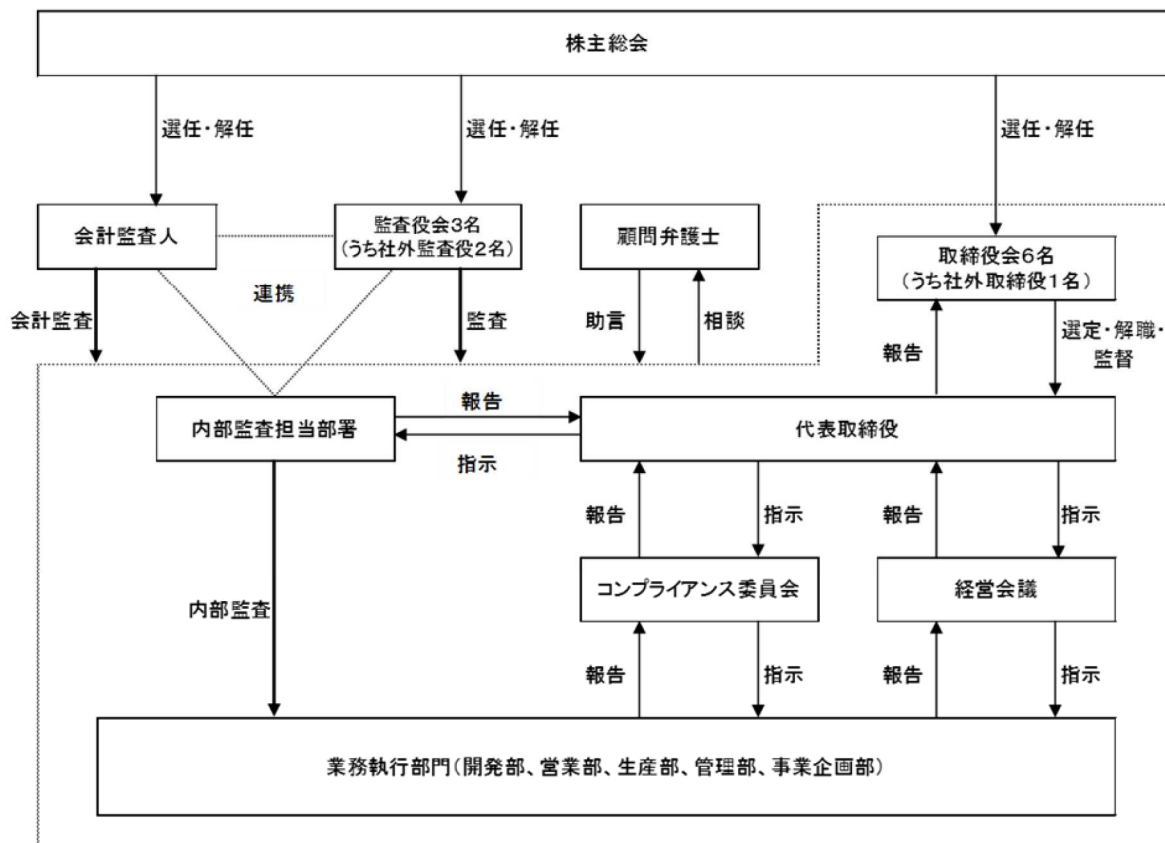 株主総会
選任・解任
選任・解任
選任・解任
会計監査人
監査役会3名
(うち社外監査役2名)
顧問弁護士
取締役会6名
(うち社外取締役1名)
連携
会計監査
監査
助言
相談
報告
選定・解職・
監督
内部監査担当部署
報告
指示
代表取締役
報告
指示
報告
指示
内部監査
コンプライアンス委員会
経営会議
報告
指示
報告
指示
業務執行部門(開発部、営業部、生産部、管理部、事業企画部)